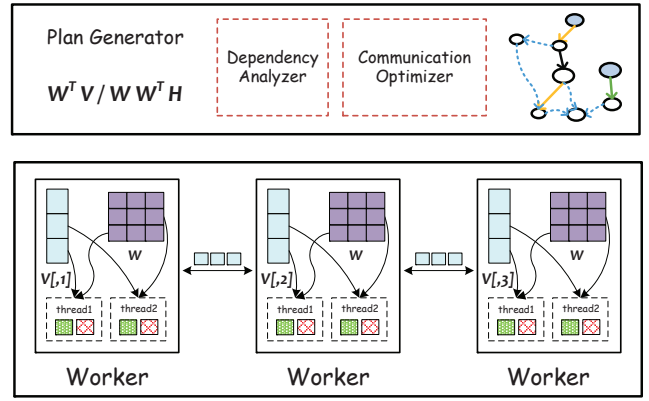 Plan Generator
W^T V / W W^T H
Dependency
Analyzer
Communication
Optimizer
V[,1]
W
thread1
thread2
Worker
V[,2]
W
thread1
thread2
Worker
V[,3]
W
thread1
thread2
Worker